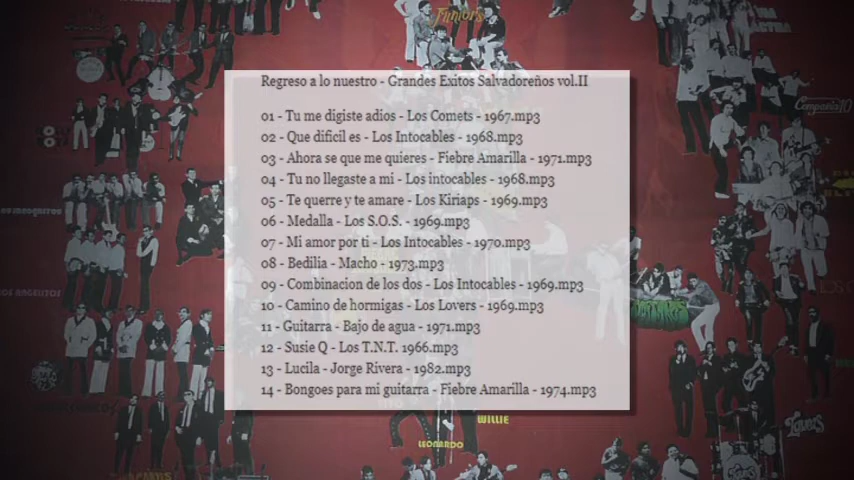 Juniors
Regreso a lo nuestro - Grandes Exitos Salvadoreños vol.II
01 - Tu me digiste adios - Los Comets - 1967.mp3
02 - Que dificil es - Los Intocables - 1968.mp3
03 - Ahora se que me quieres - Fiebre Amarilla - 1971.mp3
04 - Tu no llegaste a mi - Los intocables - 1968.mp3
05 - Te querre y te amare - Los Kiriaps - 1969.mp3
06 - Medalla - Los S.O.S. - 1969.mp3
07 - Mi amor por ti - Los Intocables - 1970.mp3
08 - Bedilia - Macho - 1973.mp3
09 - Combinacion de los dos - Los Intocables - 1969.mp3
10 - Camino de hormigas - Los Lovers - 1969.mp3
11 - Guitarra - Bajo de agua - 1971.mp3
12 - Susie Q - Los T.N.T. 1966.mp3
13 - Lucila - Jorge Rivera - 1982.mp3
14 - Bongoes para mi guitarra - Fiebre Amarilla - 1974.mp3
Compañia 10
WILLIE
LEONARDO
Lovers